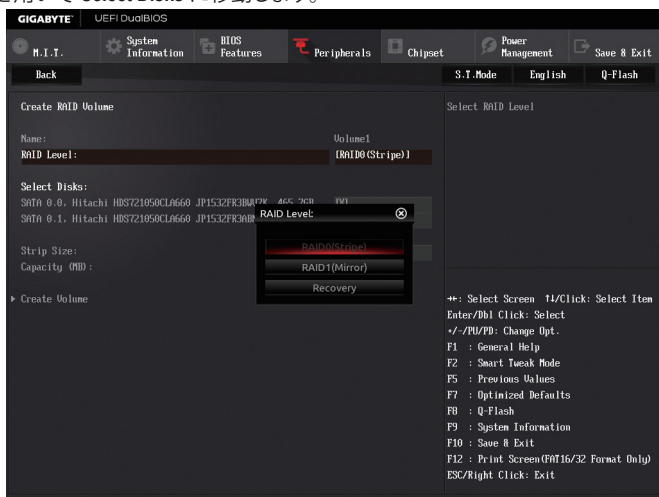 を用いて Select Disks に移動します。
GIGABYTE™ UEFI DualBIOS
M.I.T. System Information BIOS Features Peripherals Chipset Power Management Save & Exit
Back S.T.Mode English Q-Flash
Create RAID Volume Select RAID Level
Name: Volume1
RAID Level: [RAID0(Stripe)]
Select Disks:
SATA 0.0, Hitachi HDS721050CLA660 465.2GB [X]
SATA 0.1, Hitachi HDS721050CLA660
RAID Level:
RAID0(Stripe)
RAID1(Mirror)
Recovery
Strip Size:
Capacity (MB):
Create Volume
→←: Select Screen ↑↓/Click: Select Item
Enter/Dbl Click: Select
+/-/PU/PD: Change Opt.
F1 : General Help
F2 : Smart Tweak Mode
F5 : Previous Values
F7 : Optimized Defaults
F8 : Q-Flash
F9 : System Information
F10 : Save & Exit
F12 : Print Screen(FAT16/32 Format Only)
ESC/Right Click: Exit